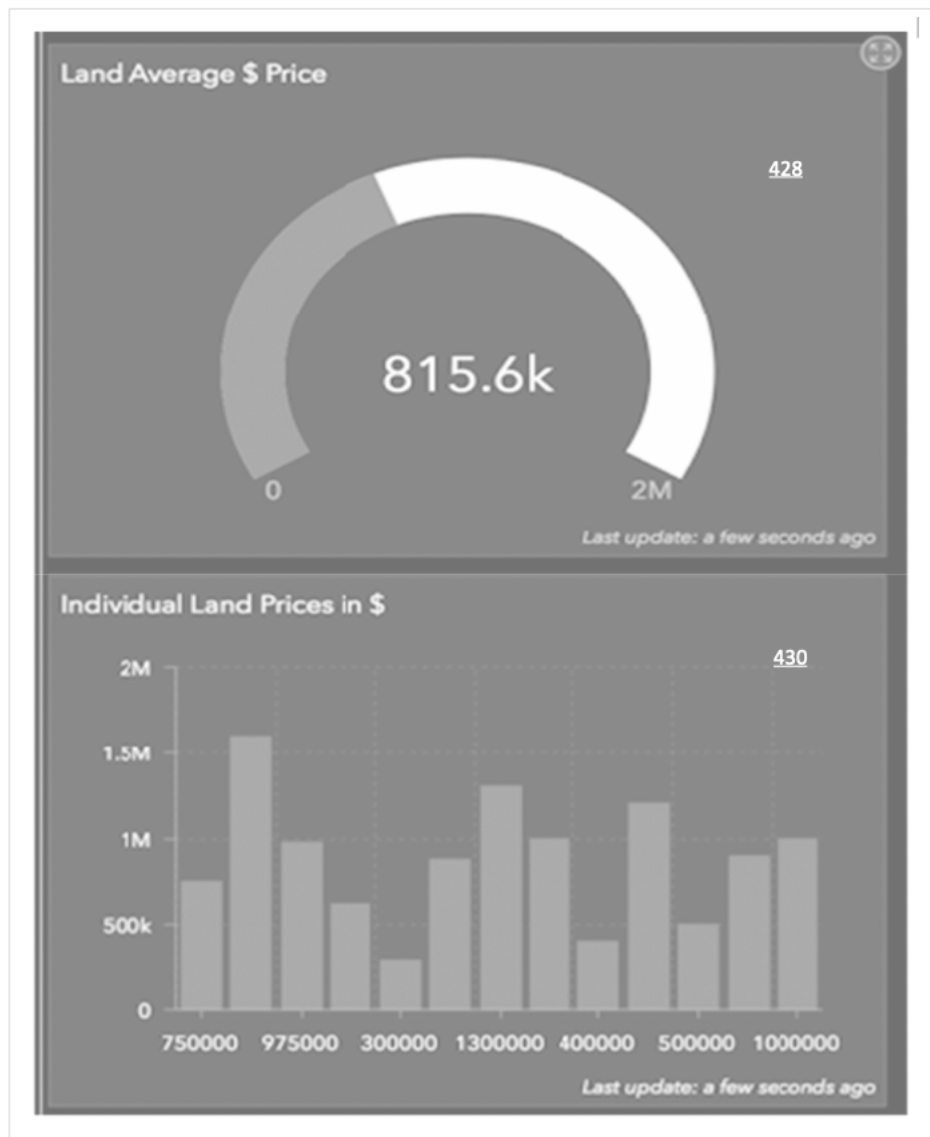 Land Average $ Price
428
815.6k
0
2M
Last update: a few seconds ago
Individual Land Prices in $
430
2M
1.5M
1M
500k
0
750000 975000 300000 1300000 400000 500000 1000000
Last update: a few seconds ago